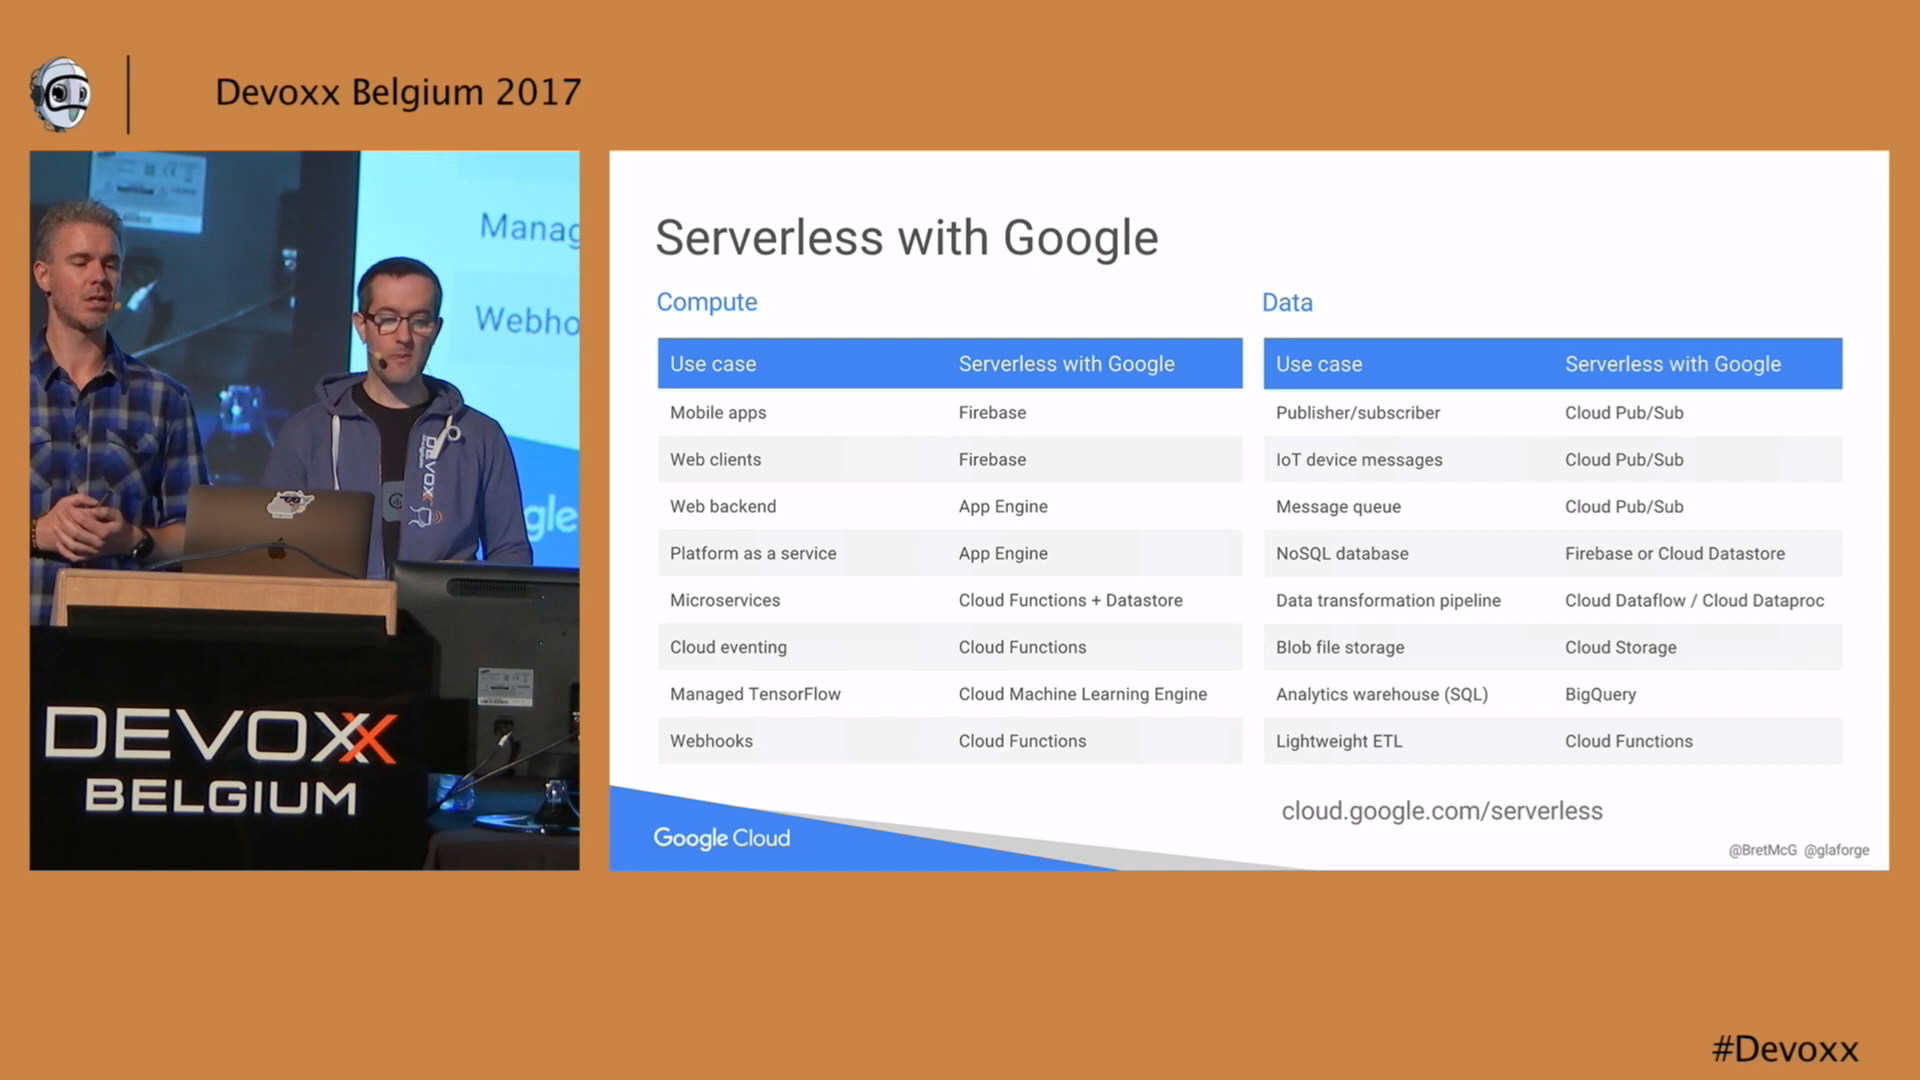 Devoxx Belgium 2017
Manag
Webho
gle
DEVOXX
Belgium
DEVOXX
BELGIUM
Serverless with Google
Compute
Use case Serverless with Google
Mobile apps Firebase
Web clients Firebase
Web backend App Engine
Platform as a service App Engine
Microservices Cloud Functions + Datastore
Cloud eventing Cloud Functions
Managed TensorFlow Cloud Machine Learning Engine
Webhooks Cloud Functions
Data
Use case Serverless with Google
Publisher/subscriber Cloud Pub/Sub
IoT device messages Cloud Pub/Sub
Message queue Cloud Pub/Sub
NoSQL database Firebase or Cloud Datastore
Data transformation pipeline Cloud Dataflow / Cloud Dataproc
Blob file storage Cloud Storage
Analytics warehouse (SQL) BigQuery
Lightweight ETL Cloud Functions
cloud.google.com/serverless
Google Cloud
@BretMcG @glaforge
#Devoxx